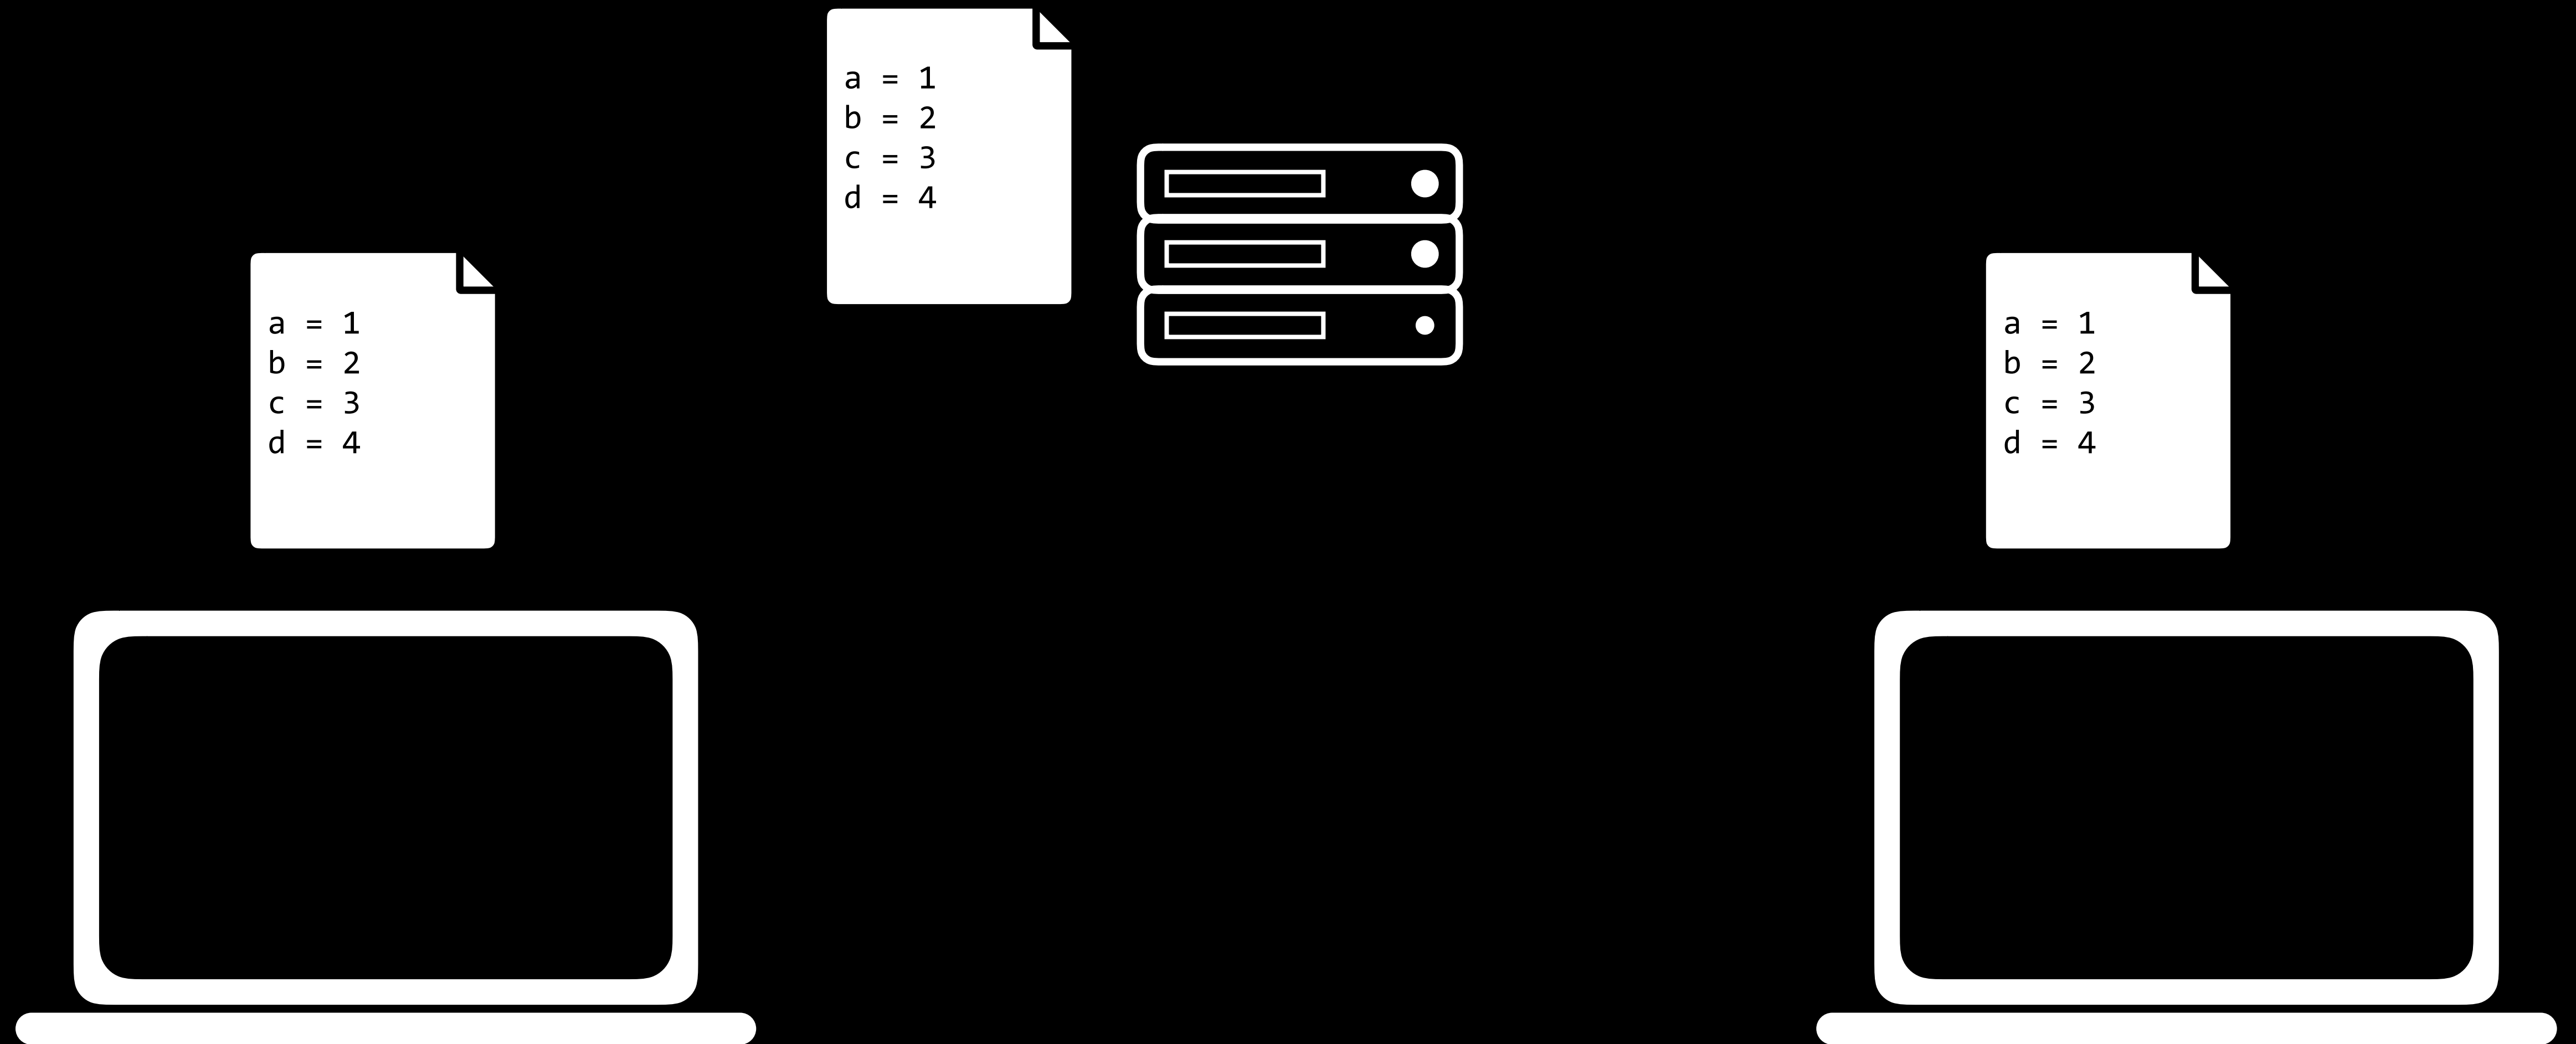 a = 1
b = 2
c = 3
d = 4
a = 1
b = 2
c = 3
d = 4
a = 1
b = 2
c = 3
d = 4